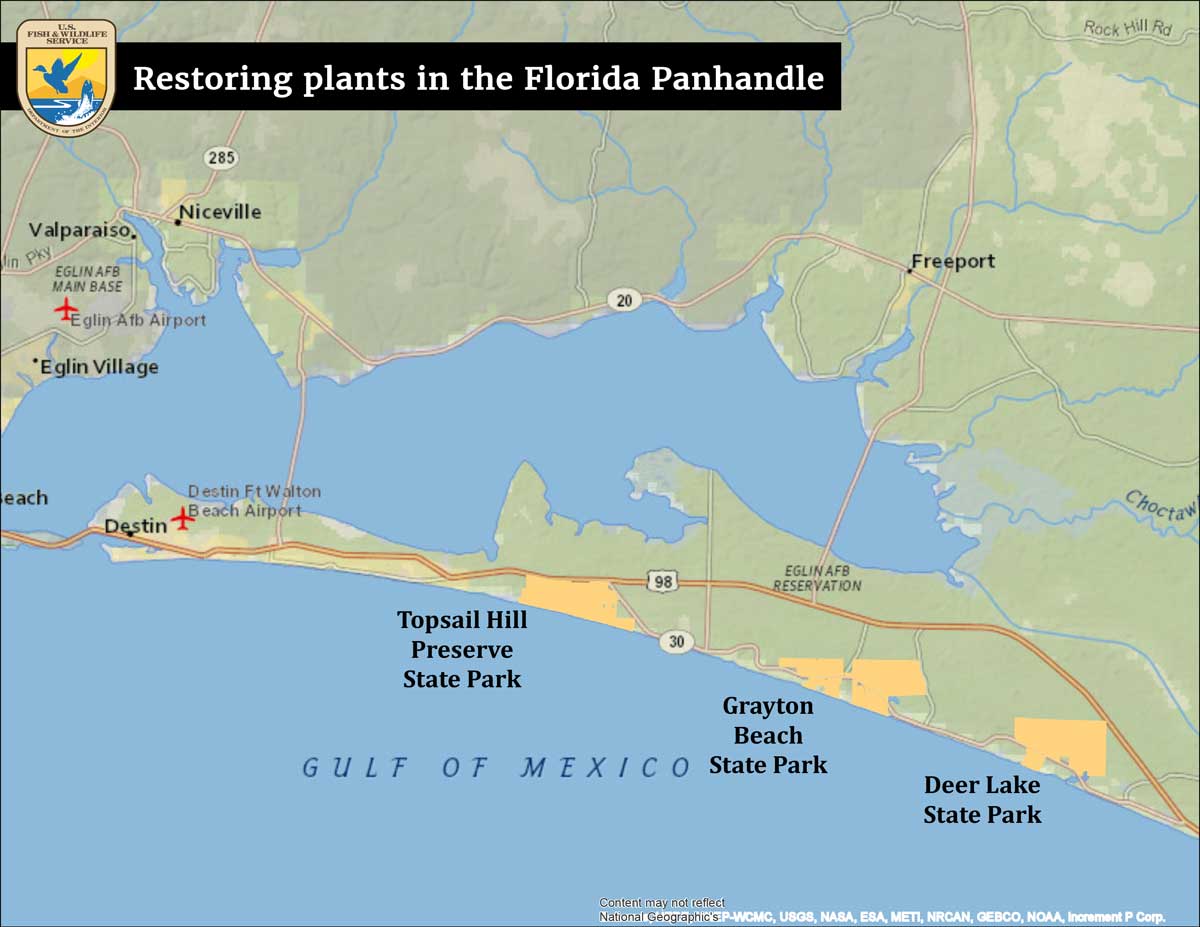 U.S.
FISH & WILDLIFE
SERVICE
DEPARTMENT OF THE INTERIOR
Restoring plants in the Florida Panhandle
Rock Hill Rd
285
Niceville
Valparaiso
lin Pky
EGLIN AFB
MAIN BASE
Eglin Afb Airport
Eglin Village
Freeport
20
Destin Ft Walton
Beach Airport
Beach
Destin
Choctaw
98
EGLIN AFB
RESERVATION
30
Topsail Hill
Preserve
State Park
Grayton
Beach
State Park
Deer Lake
State Park
GULF OF MEXICO
Content may not reflect
National Geographic's EP-WCMC, USGS, NASA, ESA, METI, NRCAN, GEBCO, NOAA, Increment P Corp.